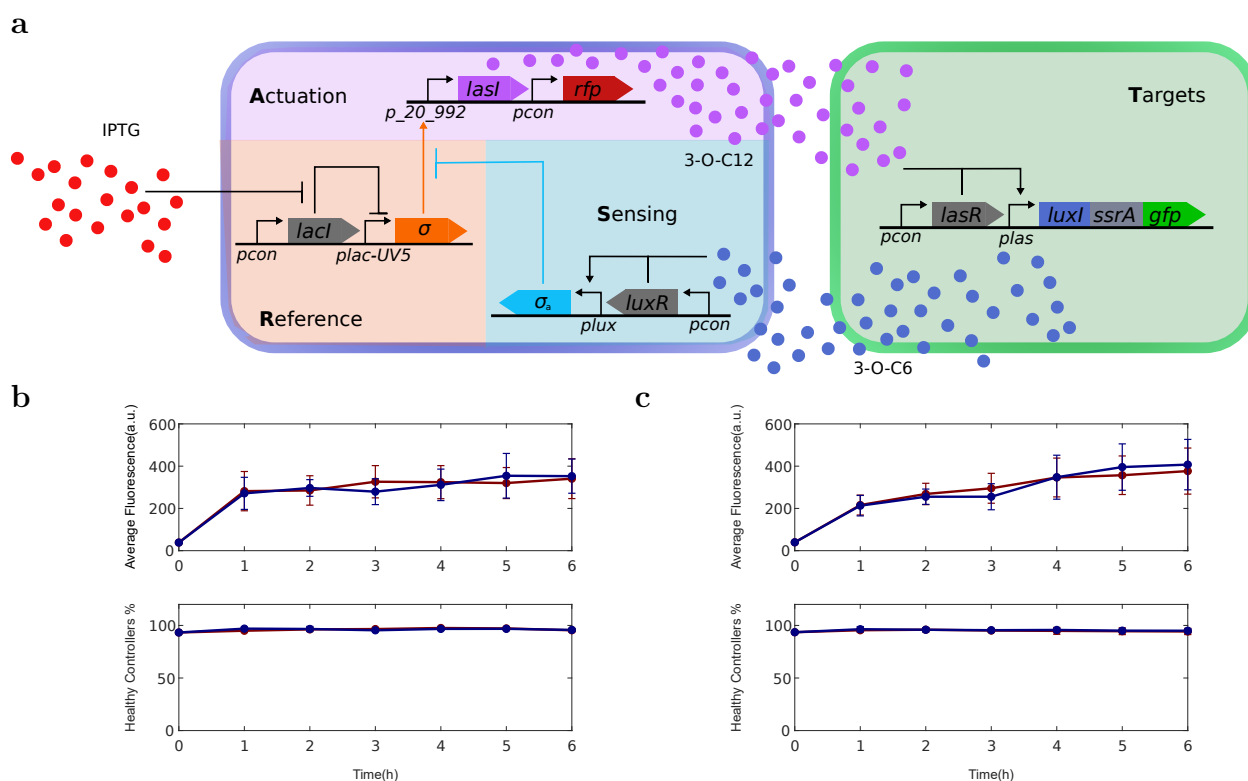 a
IPTG
Actuation
lasI
rfp
p_20_992
pcon
3-O-C12
Targets
lacI
σ
pcon
plac-UV5
Reference
Sensing
σa
luxR
plux
pcon
lasR
luxI
ssrA
gfp
pcon
plas
3-O-C6
b
Average Fluorescence(a.u.)
600
400
200
0
0 1 2 3 4 5 6
Healthy Controllers %
100
50
0
0 1 2 3 4 5 6
Time(h)
c
Average Fluorescence(a.u.)
600
400
200
0
0 1 2 3 4 5 6
Healthy Controllers %
100
50
0
0 1 2 3 4 5 6
Time(h)